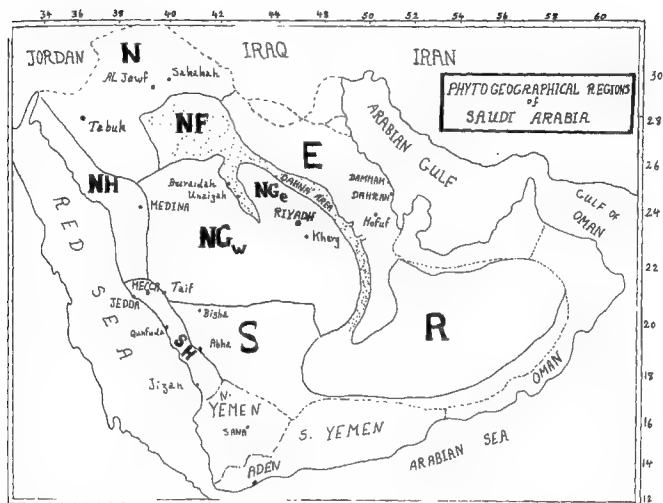 34 36 38 40 42 44 46 48 50 52 54 56 58 60
JORDAN
N
IRAQ
IRAN
Sakakah
AL Jawf
30
PHYTOGEOGRAPHICAL REGIONS
of
SAUDI ARABIA
28
Tabuk
NF
E
ARABIAN GULF
26
NH
Buraidah
Unaizah
NGe
DAHNA' AREA
DAMMAM
DAHRAN
Hofuf
GULF OF
OMAN
24
MEDINA
RIYADH
Kherg
NGw
22
RED SEA
MECCA
Taif
JEDDA
Bisha
20
Qunfuda
SH
Abha
S
R
18
Jizan
OMAN
N.
YEMEN
16
SANA
S. YEMEN
ARABIAN SEA
14
ADEN
12